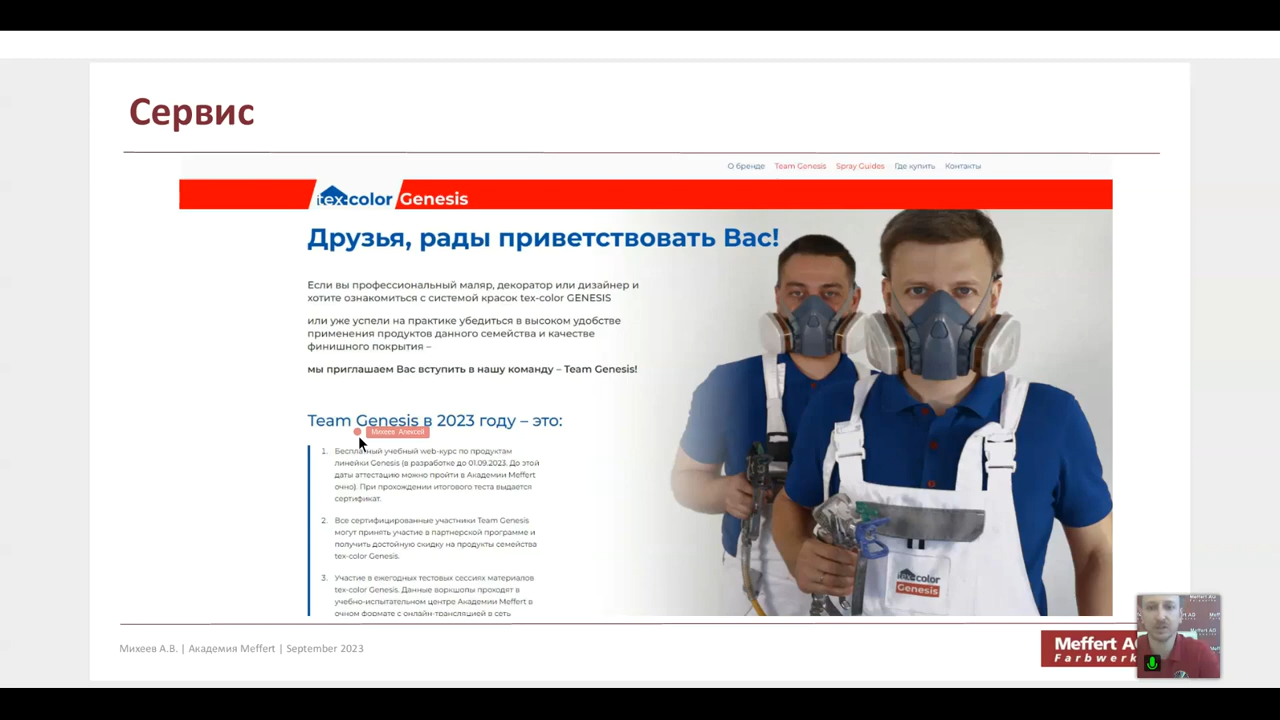 Сервис
О бренде Team Genesis Spray Guides Где купить Контакты
tex-color Genesis
Друзья, рады приветствовать Вас!
Если вы профессиональный маляр, декоратор или дизайнер и
хотите ознакомиться с системой красок tex-color GENESIS
или уже успели на практике убедиться в высоком удобстве
применения продуктов данного семейства и качестве
финишного покрытия –
мы приглашаем Вас вступить в нашу команду – Team Genesis!
Team Genesis в 2023 году – это:
Михеев Алексей
1. Бесплатный учебный web-курс по продуктам
линейки Genesis (в разработке до 01.09.2023. До этой
даты аттестацию можно пройти в Академии Meffert
очно). При прохождении итогового теста выдается
сертификат.
2. Все сертифицированные участники Team Genesis
могут принять участие в партнерской программе и
получить достойную скидку на продукты семейства
tex-color Genesis.
3. Участие в ежегодных тестовых сессиях материалов
tex-color Genesis. Данные воркшопы проходят в
учебно-испытательном центре Академии Meffert в
очном формате с онлайн-трансляцией в сеть
tex-color
Genesis
Михеев А.В. | Академия Meffert | September 2023
Meffert AG
Farbwerke